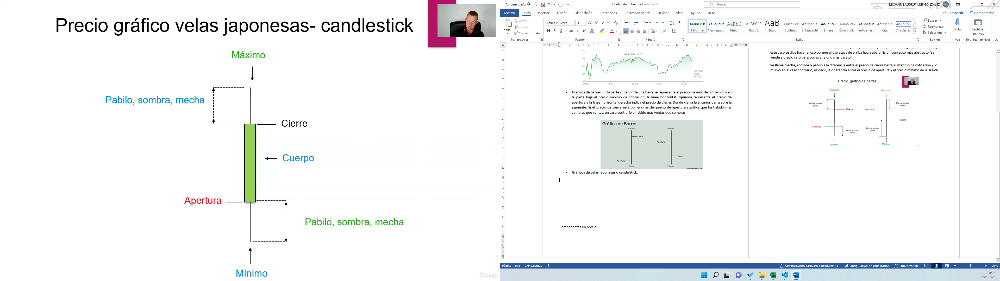 Precio gráfico velas japonesas- candlestick
Máximo
Pabilo, sombra, mecha
Cierre
Cuerpo
Apertura
Pabilo, sombra, mecha
Mínimo
ûdemy
Autoguardado
Contenido - Guardado en Este PC
Buscar
MICHAEL LAUDRUP LUIS GONZALEZ
ML
Archivo Inicio Insertar Diseño Disposición Referencias Correspondencia Revisar Vista Ayuda RCM
Compartir
Comentarios
Pegar
Cortar
Copiar
Copiar formato
Portapapeles
Calibri (Cuerpo) 11
Fuente
Párrafo
¶ Normal
¶ Sin espa...
Título 1
Título 2
Título
Subtítulo
Énfasis sutil
Énfasis
Énfasis int...
Texto en n...
Cita
Cita desta...
Estilos
Buscar
Reemplazar
Seleccionar
Edición
Dictar
Voz
Reutilizar archivos
Reutilizar archivos
170
169
168
167
168.90 EUR 12:50
Previous
close
167.00
09:00 11:00 13:00 15:00 17:00
• Gráficos de barras: En la parte superior de una barra se representa el precio máximo de cotización y en
la parte baja el precio mínimo de cotización, la línea horizontal izquierda representa el precio de
apertura y la línea horizontal derecha indica el precio de cierre. Donde cierra la anterior barra abre la
siguiente. Si el precio de cierre esta por encima del precio de apertura significa que ha habido más
compras que ventas, en caso contrario a habido más ventas que compras.
Gráfico de Barras
Máximo
Cierre
Apertura
Mínimo
Máximo
Apertura
Cierre
Mínimo
CLUBDECAPITALES.COM
• Gráficos de velas japonesas o candelstick:
Componentes en precio.
este caso se dice hacer el oso porque el oso ataca de arriba hacia abajo. Es un concepto más abstracto “se
vende a precio caro para comprar a uno más barato”.
Se llama mecha, sombra o pabilo a la diferencia entre el precio de cierre hasta el máximo de cotización y lo
mismo en el caso contrario, es decir, la diferencia entre el precio de apertura y el precio mínimo de la sesión.
Precio gráfico de barras
Máximo
Mecha, sombra,
pabilo
Cierre
Apertura
Mecha, sombra,
pabilo
Mínimo
Máximo
Mecha, sombra,
pabilo
Apertura
Cierre
Mecha, sombra,
pabilo
Mínimo
Página 1 de 2
279 palabras
Complementos cargados correctamente
Configuración de visualización
Concentración
100 %
19:14
11/04/2022